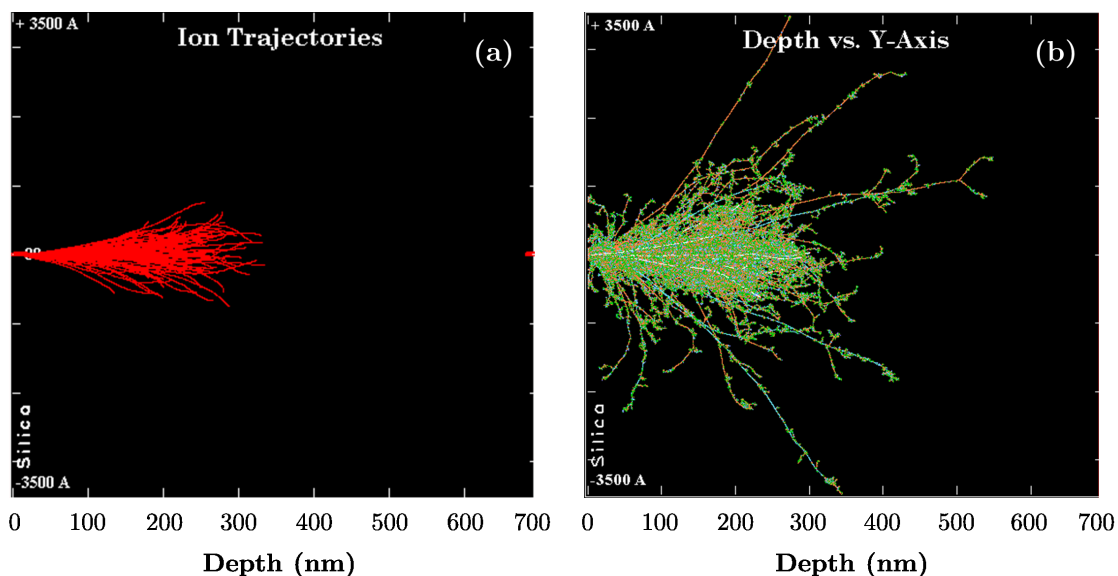 + 3500 A
Ion Trajectories
(a)
Silica
-3500 A
0 100 200 300 400 500 600 700
Depth (nm)
+ 3500 A
Depth vs. Y-Axis
(b)
Silica
-3500 A
0 100 200 300 400 500 600 700
Depth (nm)